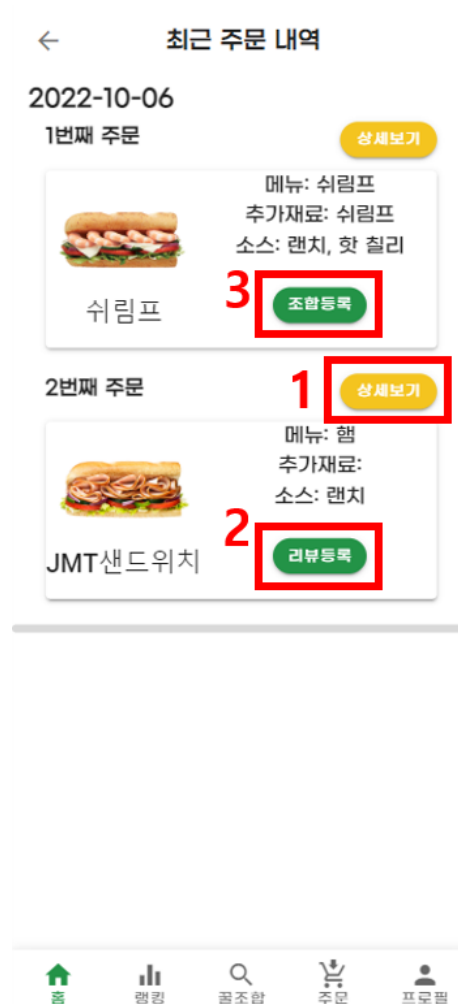 최근 주문 내역
2022-10-06
1번째 주문
상세보기
메뉴: 쉬림프
추가재료: 쉬림프
소스: 랜치, 핫 칠리
3
조합등록
쉬림프
2번째 주문
1
상세보기
메뉴: 햄
추가재료:
소스: 랜치
2
리뷰등록
JMT샌드위치
홈
랭킹
꿀조합
주문
프로필